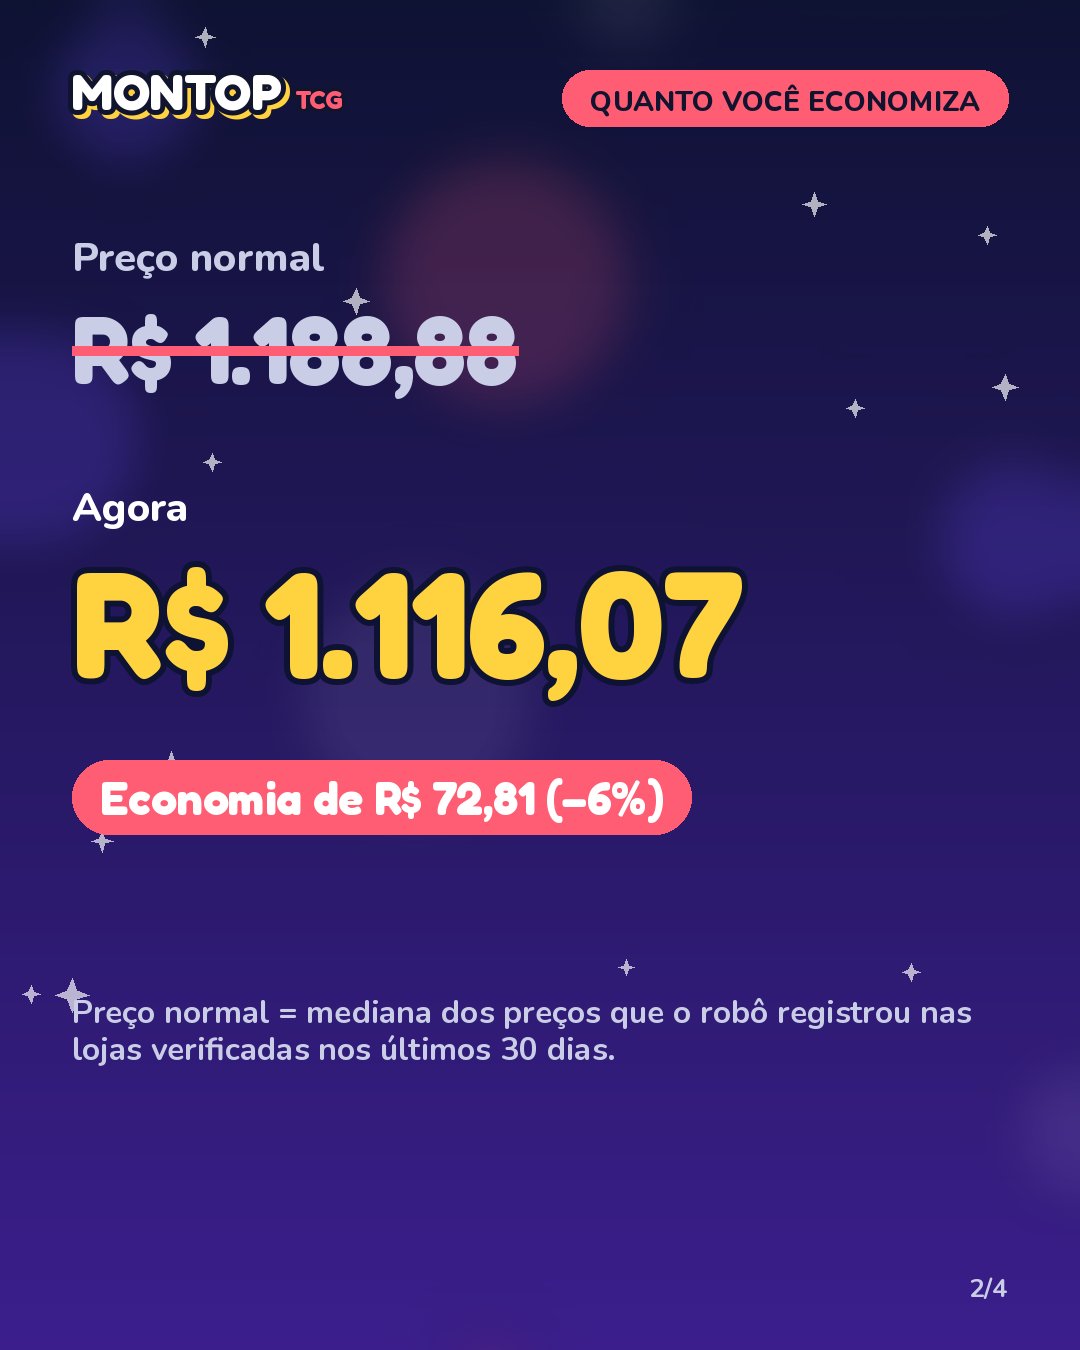 MONTOP TCG
QUANTO VOCÊ ECONOMIZA
Preço normal
R$ 1.188,88
Agora
R$ 1.116,07
Economia de R$ 72,81 (–6%)
Preço normal = mediana dos preços que o robô registrou nas
lojas verificadas nos últimos 30 dias.
2/4